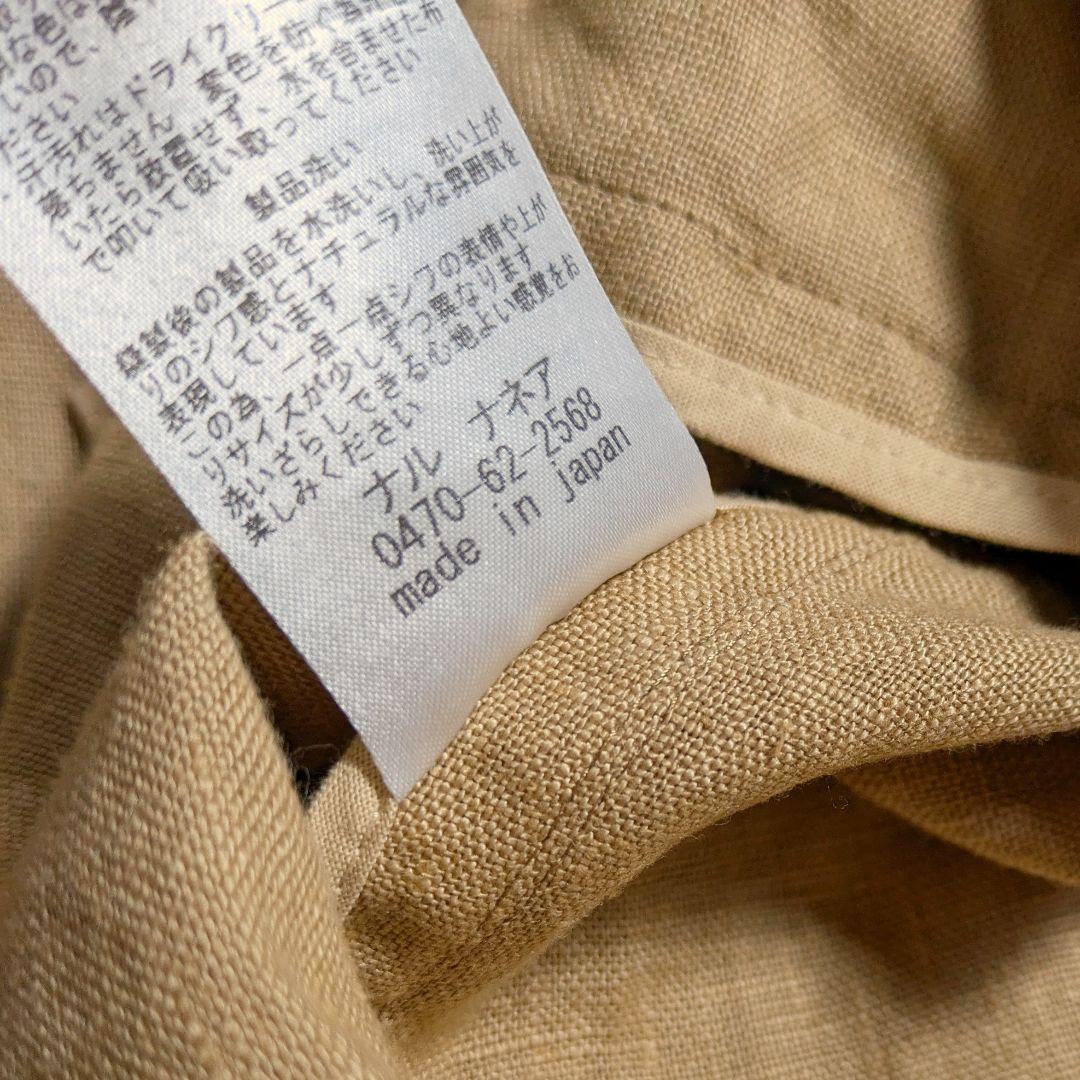 ださい
汗汚れはドライクリー
落ちません 変色を防ぐ為
いたら放置せず、水を含ませた布
で叩いて吸い取ってください
製品洗い
縫製後の製品を水洗いし、洗い上が
りのシワ感とナチュラルな雰囲気を
表現しています
この為、一点一点シワの表情や上が
りサイズが少しずつ異なります
洗いざらしできる心地よい感覚をお
楽しみください
ナル ナネア
0470-62-2568
made in japan